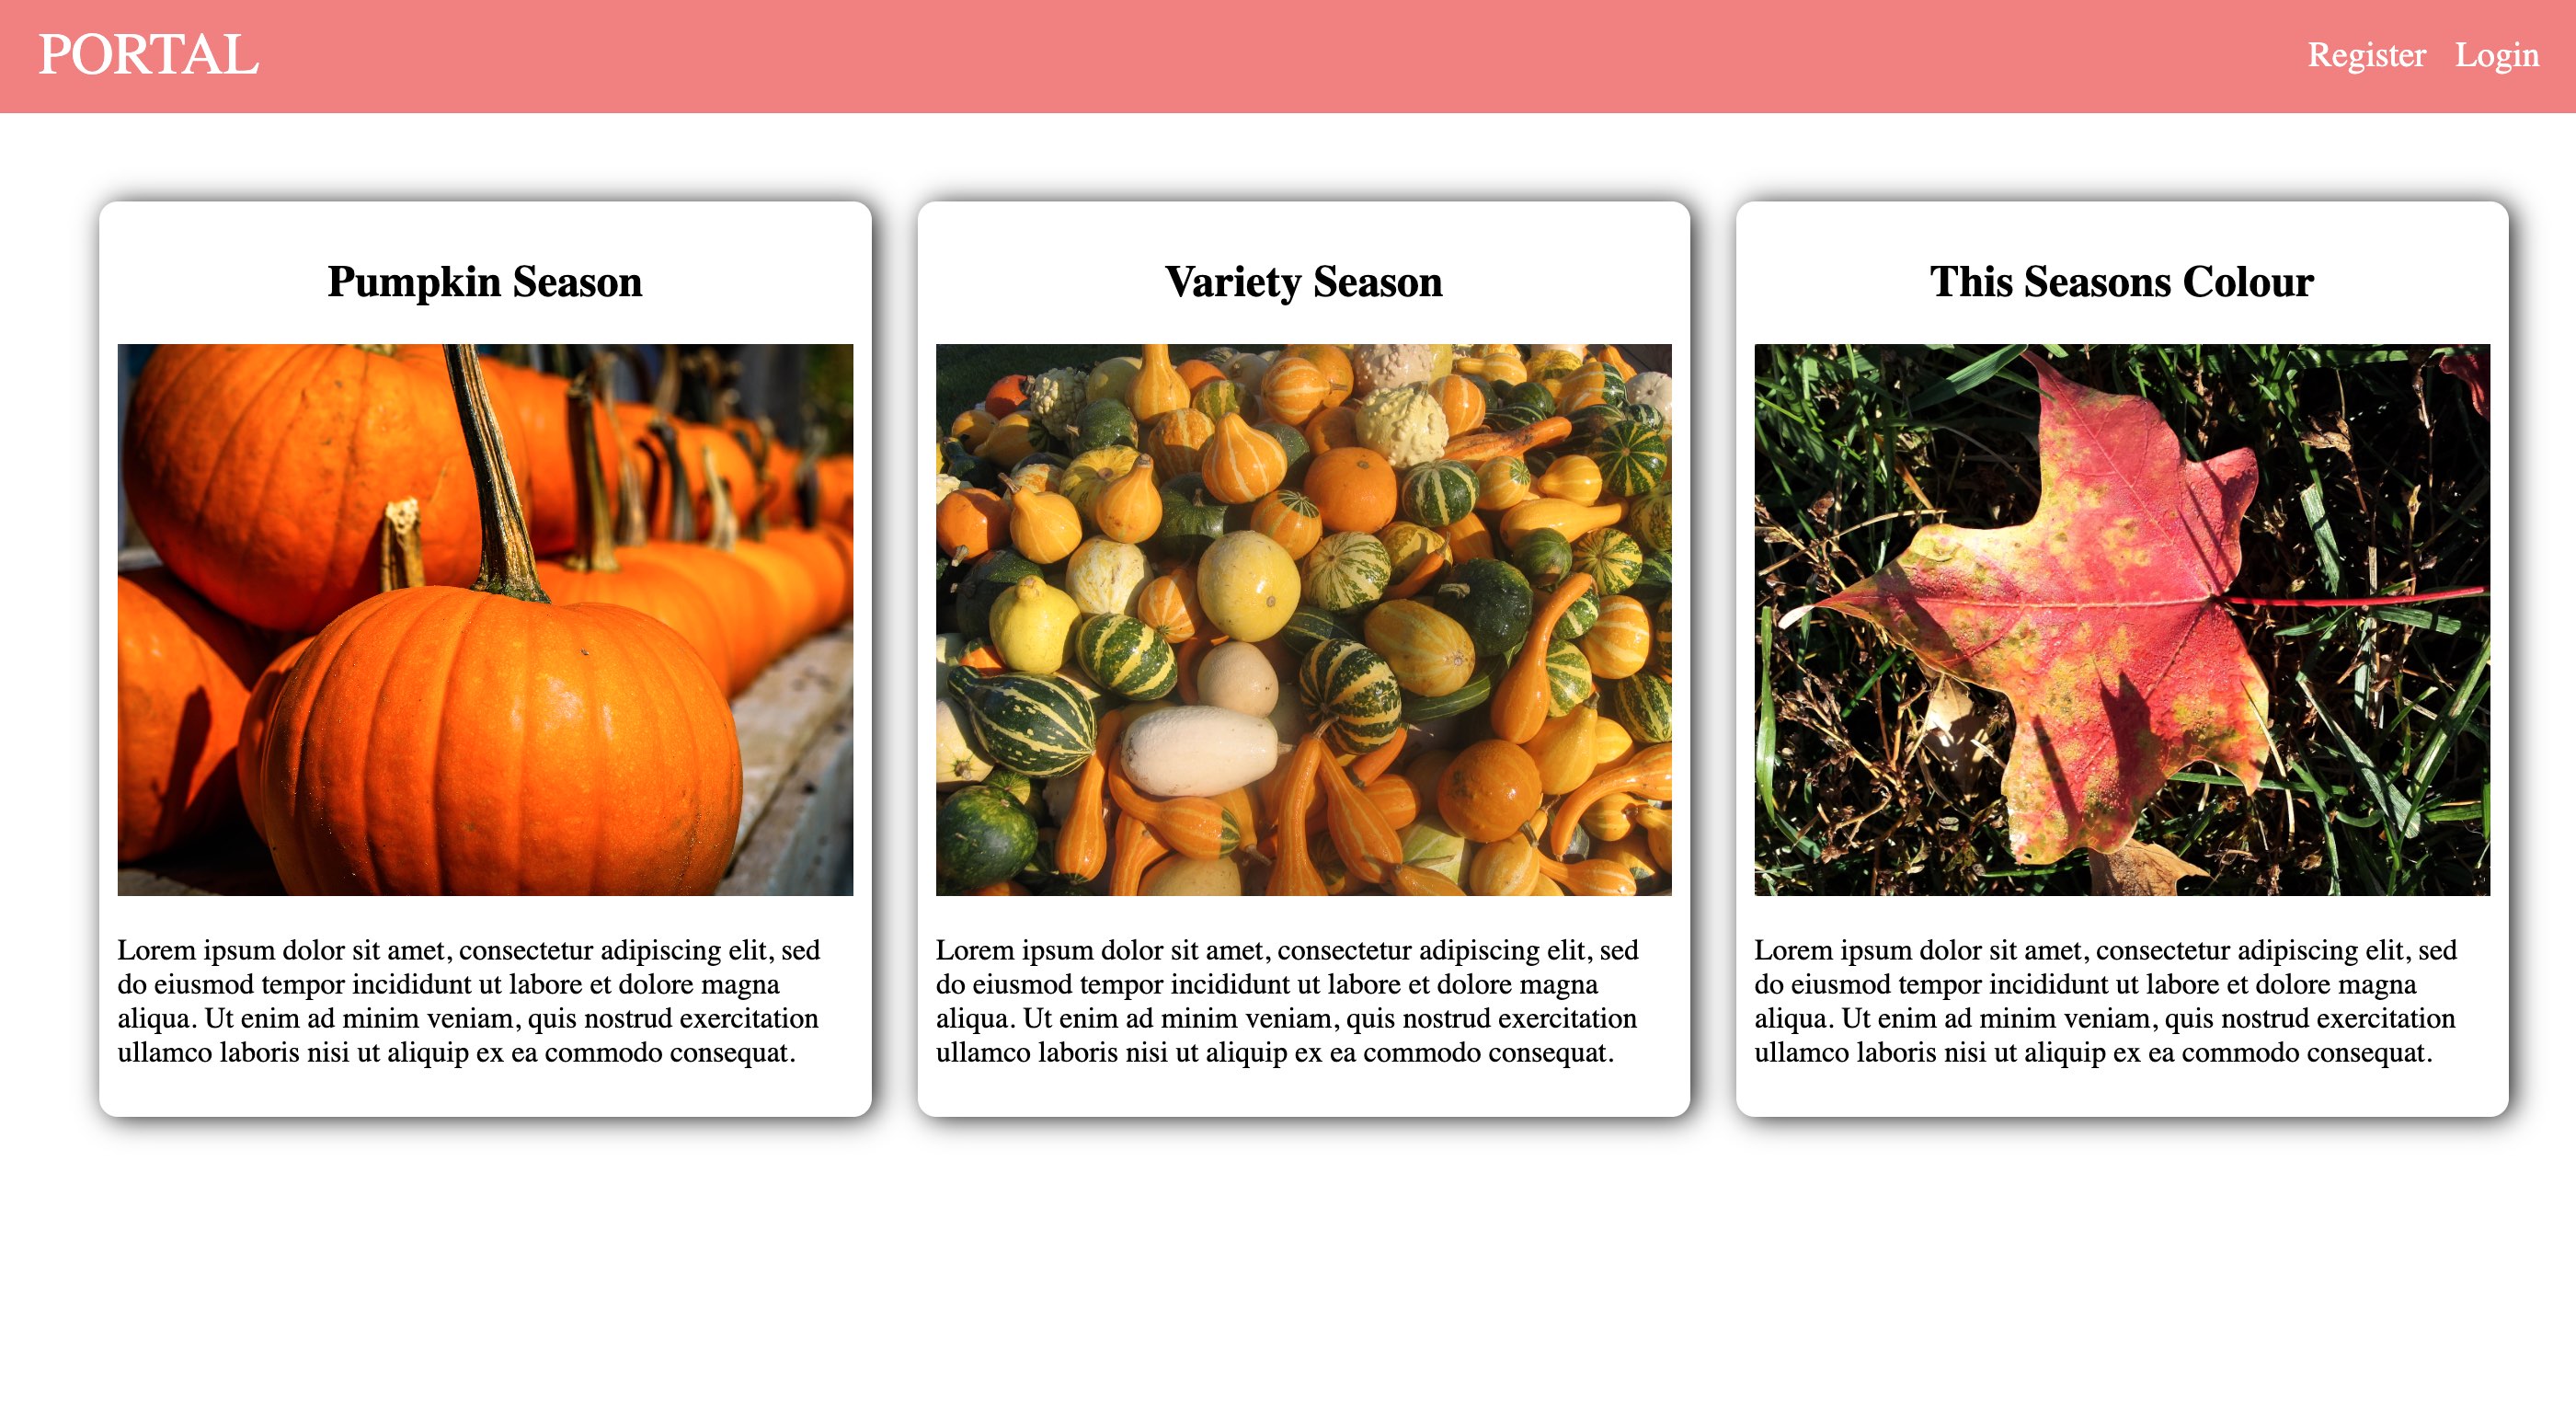 PORTAL
Register Login
Pumpkin Season
Lorem ipsum dolor sit amet, consectetur adipiscing elit, sed
do eiusmod tempor incididunt ut labore et dolore magna
aliqua. Ut enim ad minim veniam, quis nostrud exercitation
ullamco laboris nisi ut aliquip ex ea commodo consequat.
Variety Season
Lorem ipsum dolor sit amet, consectetur adipiscing elit, sed
do eiusmod tempor incididunt ut labore et dolore magna
aliqua. Ut enim ad minim veniam, quis nostrud exercitation
ullamco laboris nisi ut aliquip ex ea commodo consequat.
This Seasons Colour
Lorem ipsum dolor sit amet, consectetur adipiscing elit, sed
do eiusmod tempor incididunt ut labore et dolore magna
aliqua. Ut enim ad minim veniam, quis nostrud exercitation
ullamco laboris nisi ut aliquip ex ea commodo consequat.